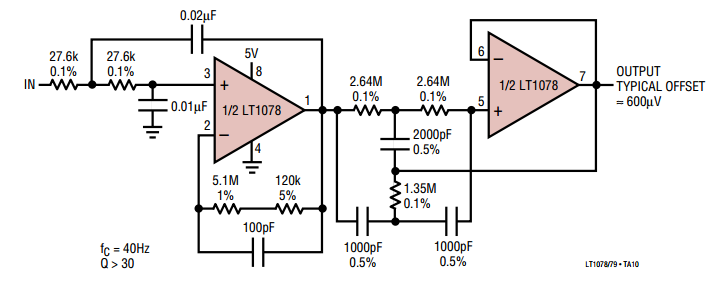 0.02µF
27.6k
0.1%
27.6k
0.1%
IN
5V
3
8
+
1/2 LT1078
1
0.01µF
2
–
4
5.1M
1%
120k
5%
100pF
fC = 40Hz
Q > 30
2.64M
0.1%
2.64M
0.1%
2000pF
0.5%
1.35M
0.1%
1000pF
0.5%
1000pF
0.5%
6
–
1/2 LT1078
7
5
+
OUTPUT
TYPICAL OFFSET
≈ 600µV
LT1078/79 • TA10